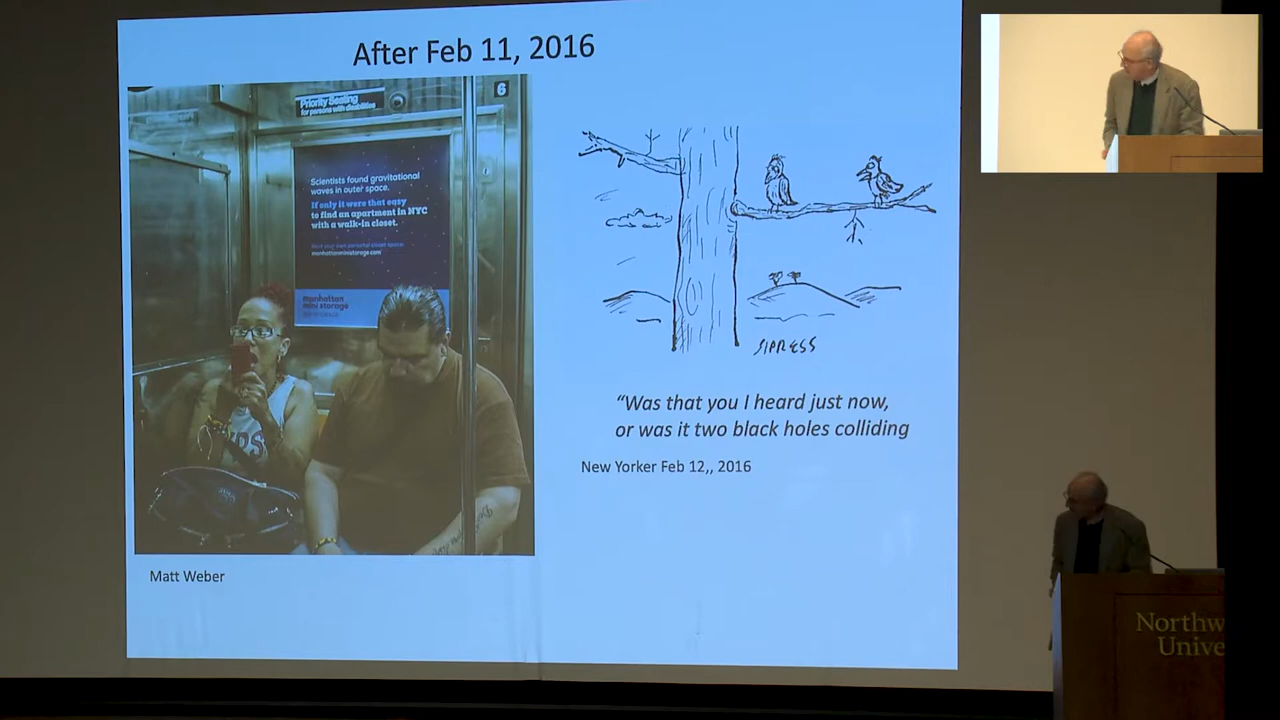 After Feb 11, 2016
6
Priority Seating
for persons with disabilities
Scientists found gravitational
waves in outer space.
If only it were that easy
to find an apartment in NYC
with a walk-in closet.
manhattanministorage.com
manhattan
mini storage
SIPRESS
"Was that you I heard just now,
or was it two black holes colliding
New Yorker Feb 12,, 2016
Matt Weber
Northw
Unive